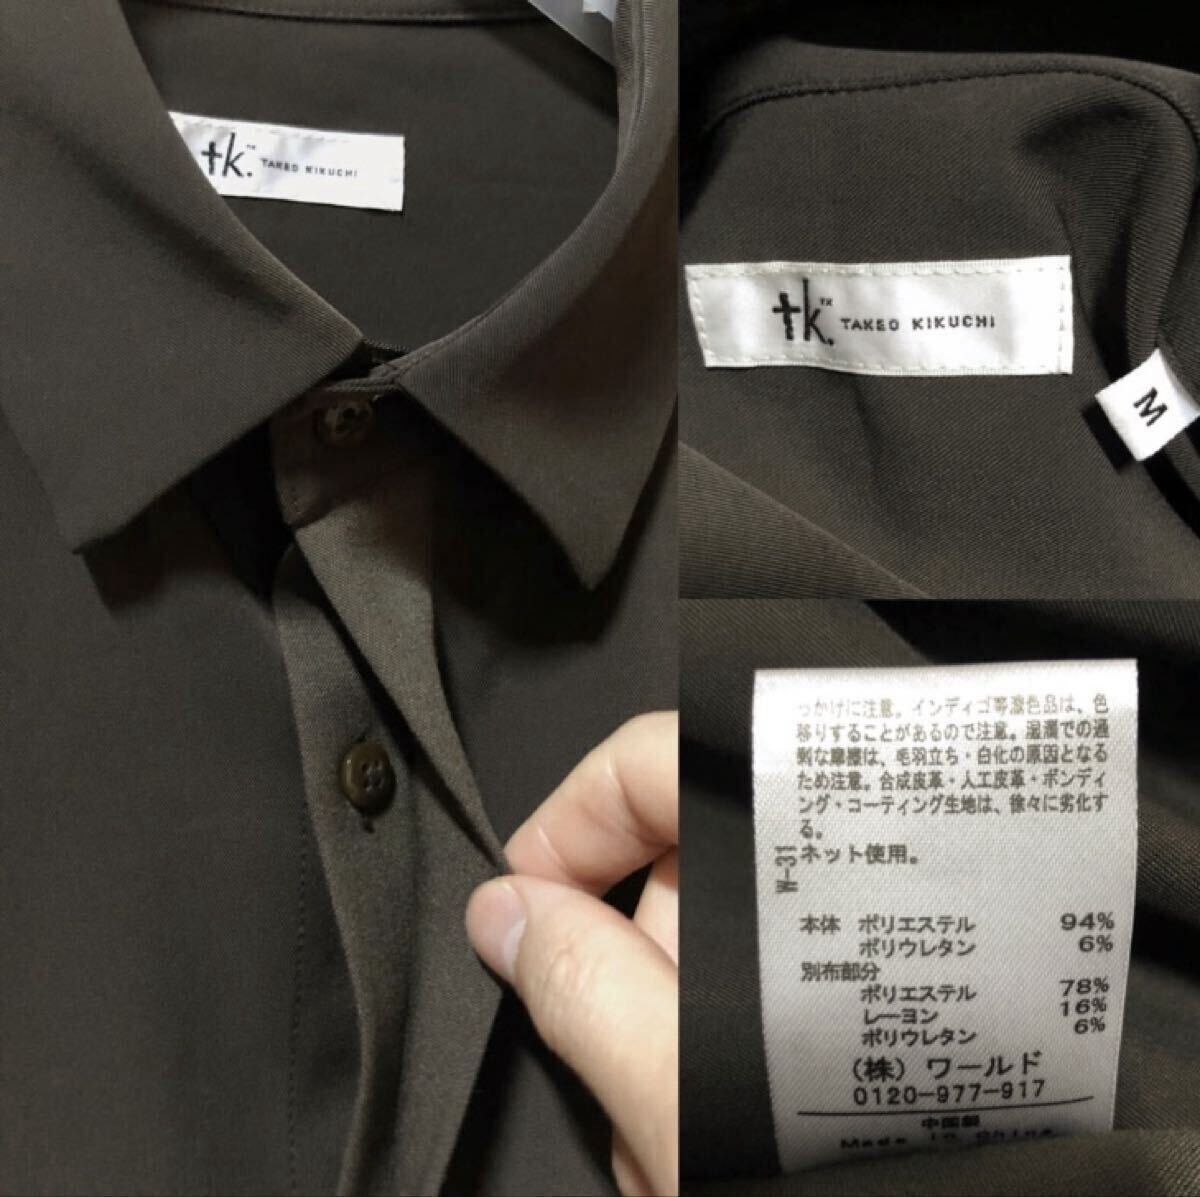 tk.™ TAKEO KIKUCHI
tk.™ TAKEO KIKUCHI
M
っかけに注意。インディゴ等濃色品は、色
移りすることがあるので注意。湿潤での過
剰な摩擦は、毛羽立ち・白化の原因となる
ため注意。合成皮革・人工皮革・ボンディ
ング・コーティング生地は、徐々に劣化す
る。
ネット使用。
W-31
本体 ポリエステル 94%
ポリウレタン 6%
別布部分
ポリエステル 78%
レーヨン 16%
ポリウレタン 6%
(株) ワールド
0120-977-917
中国製
Made in China